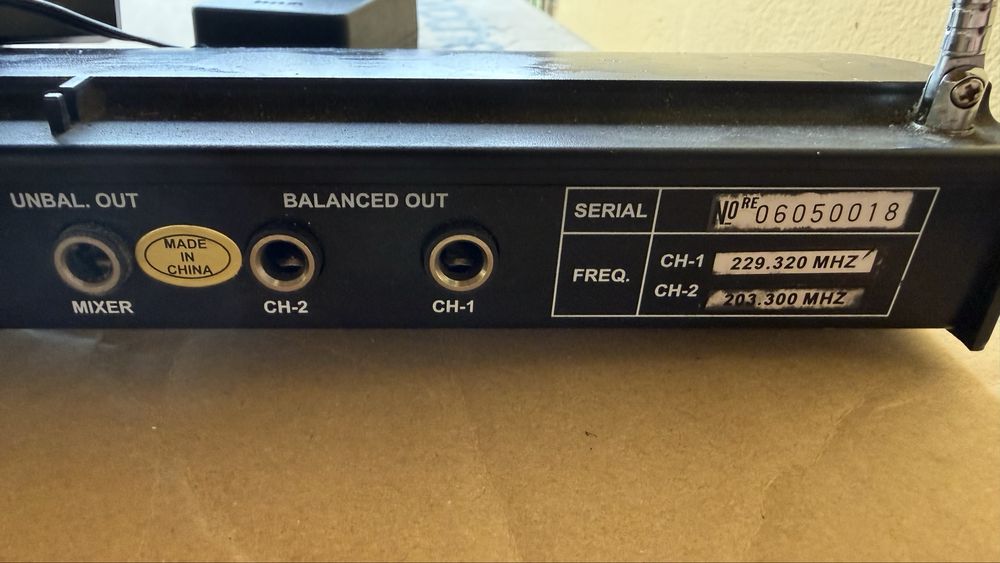 UNBAL. OUT
MIXER
MADE
IN
CHINA
BALANCED OUT
CH-2
CH-1
SERIAL
NO RE 06050018
FREQ.
CH-1 229.320 MHZ
CH-2 203.300 MHZ